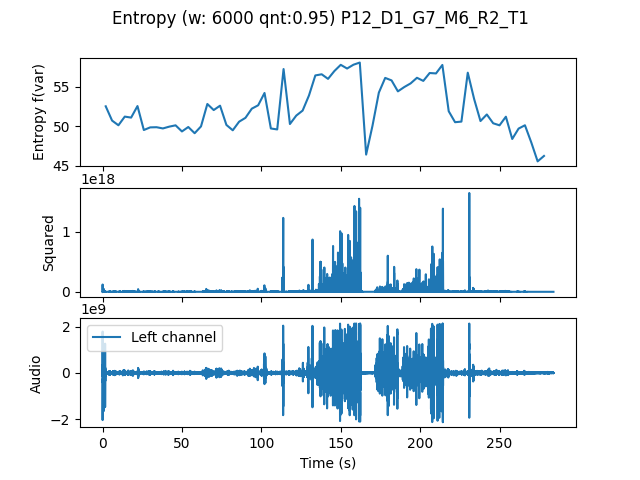 Entropy (w: 6000 qnt:0.95) P12_D1_G7_M6_R2_T1
Entropy f(var)
55
50
45
1e18
Squared
1
0
1e9
Audio
2
0
−2
Left channel
0 50 100 150 200 250
Time (s)